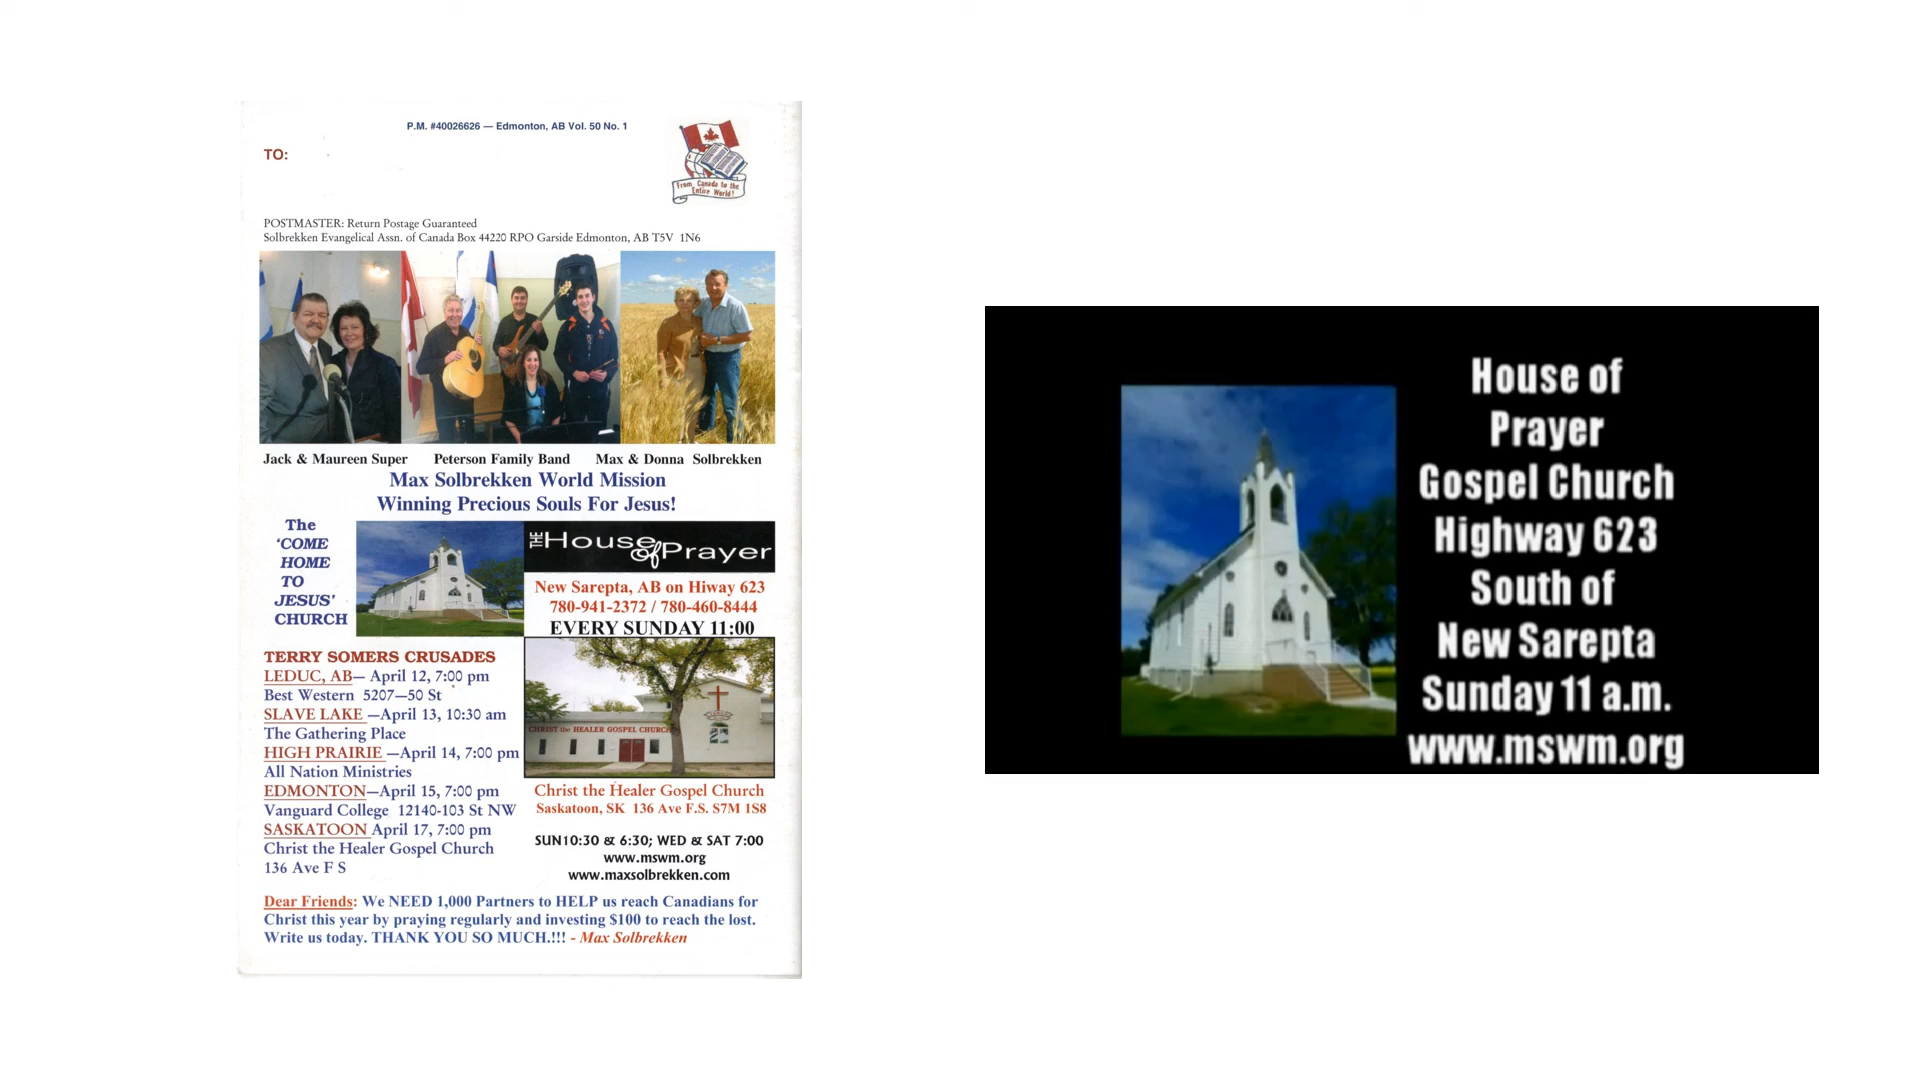 P.M. #40026626 — Edmonton, AB Vol. 50 No. 1
TO:
From Canada to the
Entire World!
POSTMASTER: Return Postage Guaranteed
Solbrekken Evangelical Assn. of Canada Box 44220 RPO Garside Edmonton, AB T5V 1N6
Jack & Maureen Super Peterson Family Band Max & Donna Solbrekken
Max Solbrekken World Mission
Winning Precious Souls For Jesus!
The
‘COME
HOME
TO
JESUS’
CHURCH
THE House of Prayer
New Sarepta, AB on Hiway 623
780-941-2372 / 780-460-8444
EVERY SUNDAY 11:00
TERRY SOMERS CRUSADES
LEDUC, AB— April 12, 7:00 pm
Best Western 5207—50 St
SLAVE LAKE —April 13, 10:30 am
The Gathering Place
HIGH PRAIRIE —April 14, 7:00 pm
All Nation Ministries
EDMONTON—April 15, 7:00 pm
Vanguard College 12140-103 St NW
SASKATOON April 17, 7:00 pm
Christ the Healer Gospel Church
136 Ave F S
CHRIST the HEALER GOSPEL CHURCH
Christ the Healer Gospel Church
Saskatoon, SK 136 Ave F.S. S7M 1S8
SUN10:30 & 6:30; WED & SAT 7:00
www.mswm.org
www.maxsolbrekken.com
Dear Friends: We NEED 1,000 Partners to HELP us reach Canadians for
Christ this year by praying regularly and investing $100 to reach the lost.
Write us today. THANK YOU SO MUCH.!!! - Max Solbrekken
House of
Prayer
Gospel Church
Highway 623
South of
New Sarepta
Sunday 11 a.m.
www.mswm.org